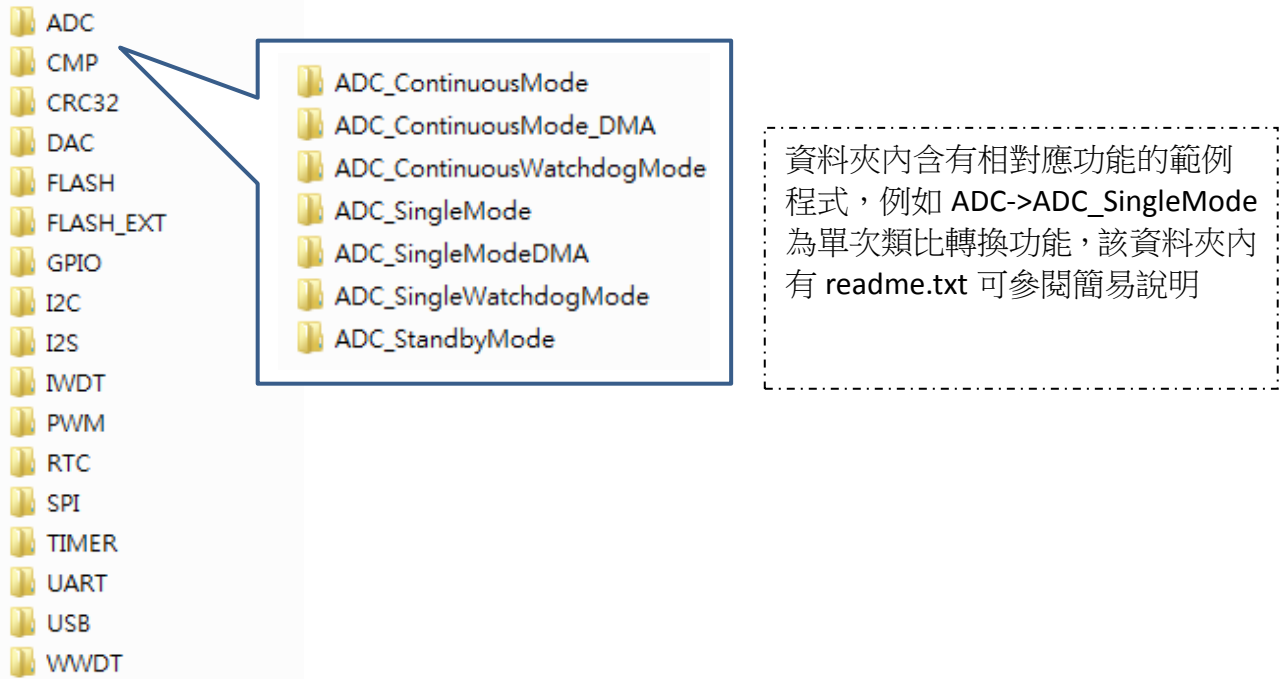 ADC
CMP
CRC32
DAC
FLASH
FLASH_EXT
GPIO
I2C
I2S
IWDT
PWM
RTC
SPI
TIMER
UART
USB
WWDT
ADC_ContinuousMode
ADC_ContinuousMode_DMA
ADC_ContinuousWatchdogMode
ADC_SingleMode
ADC_SingleModeDMA
ADC_SingleWatchdogMode
ADC_StandbyMode
資料夾內含有相對應功能的範例
程式，例如 ADC->ADC_SingleMode
為單次類比轉換功能，該資料夾內
有 readme.txt 可參閱簡易說明